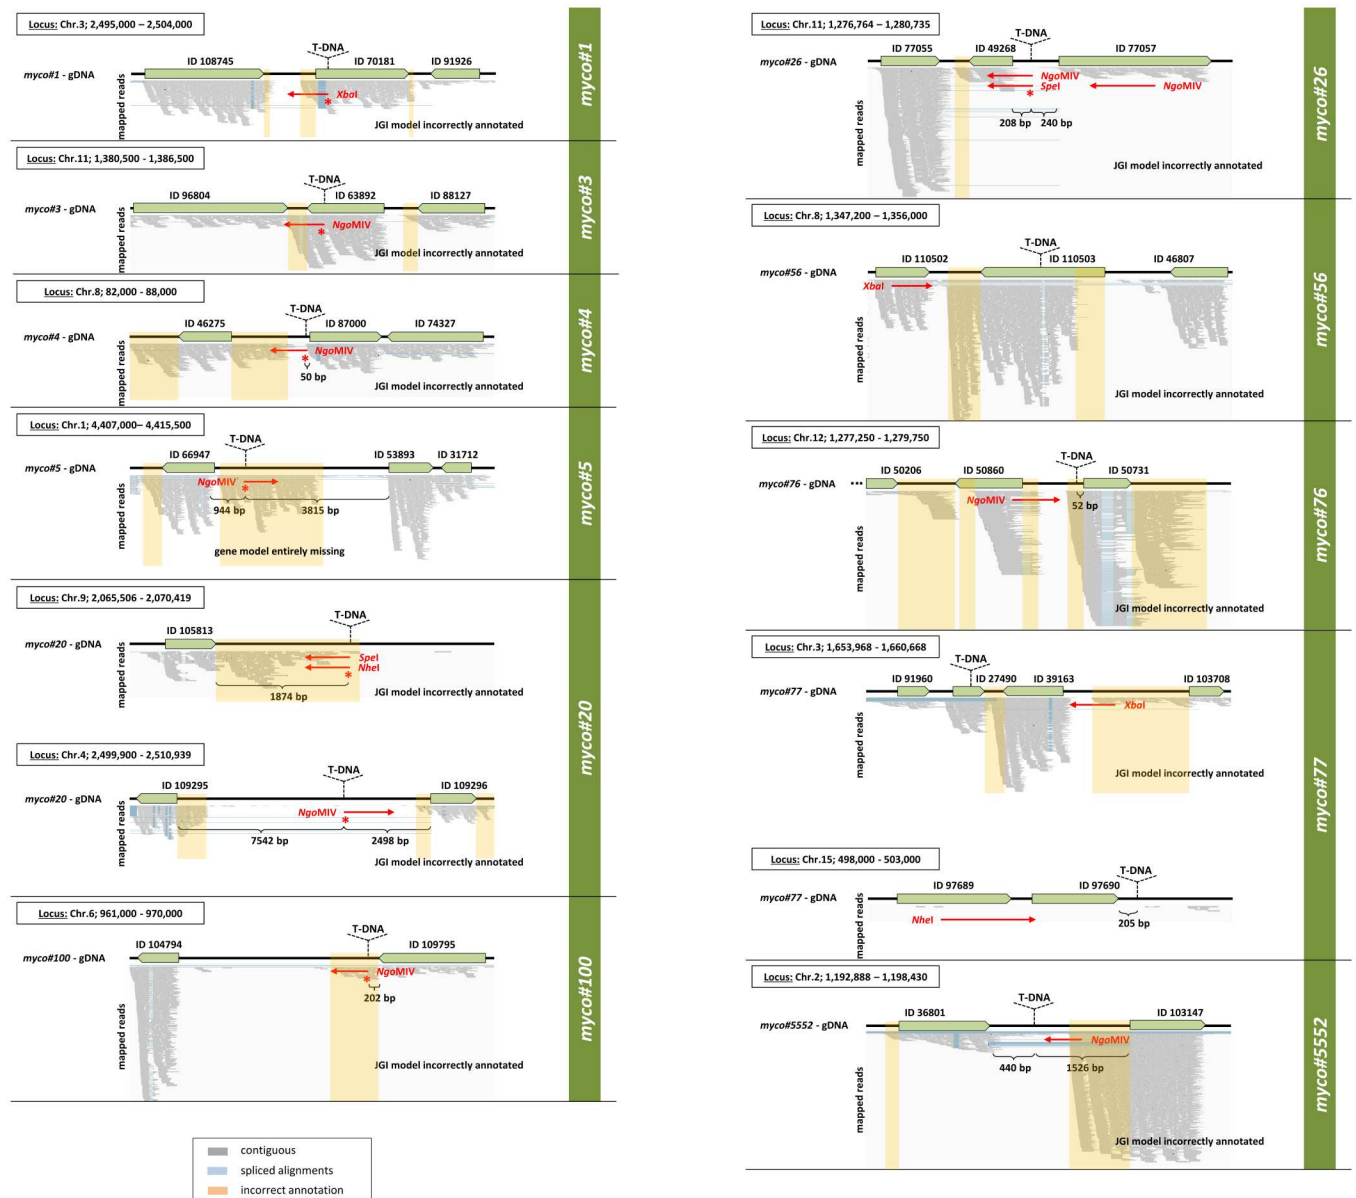 Locus: Chr.3; 2,495,000 – 2,504,000
T-DNA
ID 108745
ID 70181
ID 91926
myco#1 - gDNA
mapped reads
XbaI
*
JGI model incorrectly annotated
myco#1
Locus: Chr.11; 1,380,500 - 1,386,500
T-DNA
ID 96804
ID 63892
ID 88127
myco#3 - gDNA
mapped reads
NgoMIV
*
JGI model incorrectly annotated
myco#3
Locus: Chr.8; 82,000 – 88,000
T-DNA
ID 46275
ID 87000
ID 74327
myco#4 - gDNA
mapped reads
NgoMIV
*
50 bp
JGI model incorrectly annotated
myco#4
Locus: Chr.1; 4,407,000– 4,415,500
T-DNA
ID 66947
ID 53893
ID 31712
myco#5 - gDNA
mapped reads
NgoMIV
*
944 bp
3815 bp
gene model entirely missing
myco#5
Locus: Chr.9; 2,065,506 - 2,070,419
T-DNA
ID 105813
myco#20 - gDNA
mapped reads
SpeI
NheI
*
1874 bp
JGI model incorrectly annotated
myco#20
Locus: Chr.4; 2,499,900 - 2,510,939
T-DNA
ID 109295
ID 109296
myco#20 - gDNA
mapped reads
NgoMIV
*
7542 bp
2498 bp
JGI model incorrectly annotated
Locus: Chr.6; 961,000 - 970,000
T-DNA
ID 104794
ID 109795
myco#100 - gDNA
mapped reads
NgoMIV
*
202 bp
JGI model incorrectly annotated
myco#100
contiguous
spliced alignments
incorrect annotation
Locus: Chr.11; 1,276,764 – 1,280,735
T-DNA
ID 77055
ID 49268
ID 77057
myco#26 - gDNA
mapped reads
NgoMIV
SpeI
NgoMIV
*
208 bp
240 bp
JGI model incorrectly annotated
myco#26
Locus: Chr.8; 1,347,200 – 1,356,000
T-DNA
ID 110502
ID 110503
ID 46807
myco#56 - gDNA
XbaI
mapped reads
JGI model incorrectly annotated
myco#56
Locus: Chr.12; 1,277,250 - 1,279,750
T-DNA
ID 50206
ID 50860
ID 50731
myco#76 - gDNA
...
mapped reads
NgoMIV
52 bp
JGI model incorrectly annotated
myco#76
Locus: Chr.3; 1,653,968 - 1,660,668
T-DNA
ID 91960
ID 27490
ID 39163
ID 103708
myco#77 - gDNA
mapped reads
XbaI
JGI model incorrectly annotated
myco#77
Locus: Chr.15; 498,000 - 503,000
T-DNA
ID 97689
ID 97690
myco#77 - gDNA
mapped reads
NheI
205 bp
Locus: Chr.2; 1,192,888 – 1,198,430
T-DNA
ID 36801
ID 103147
myco#5552 - gDNA
mapped reads
NgoMIV
440 bp
1526 bp
JGI model incorrectly annotated
myco#5552